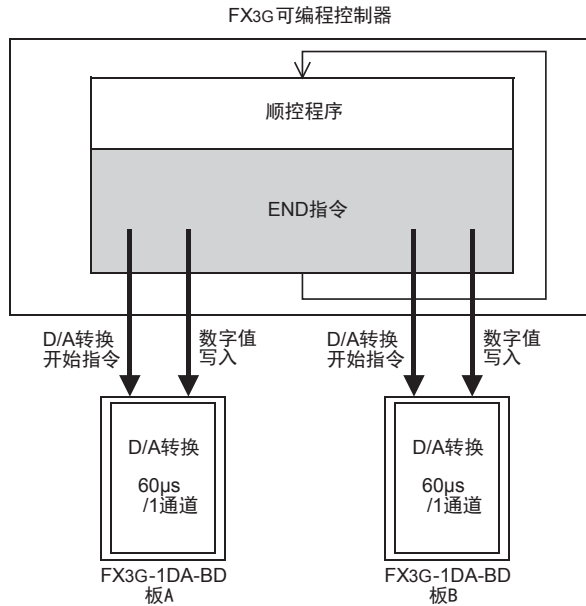 FX3G可编程控制器
顺控程序
END指令
D/A转换
开始指令
数字值
写入
D/A转换
开始指令
数字值
写入
D/A转换
60μs
/1通道
D/A转换
60μs
/1通道
FX3G-1DA-BD
板A
FX3G-1DA-BD
板B